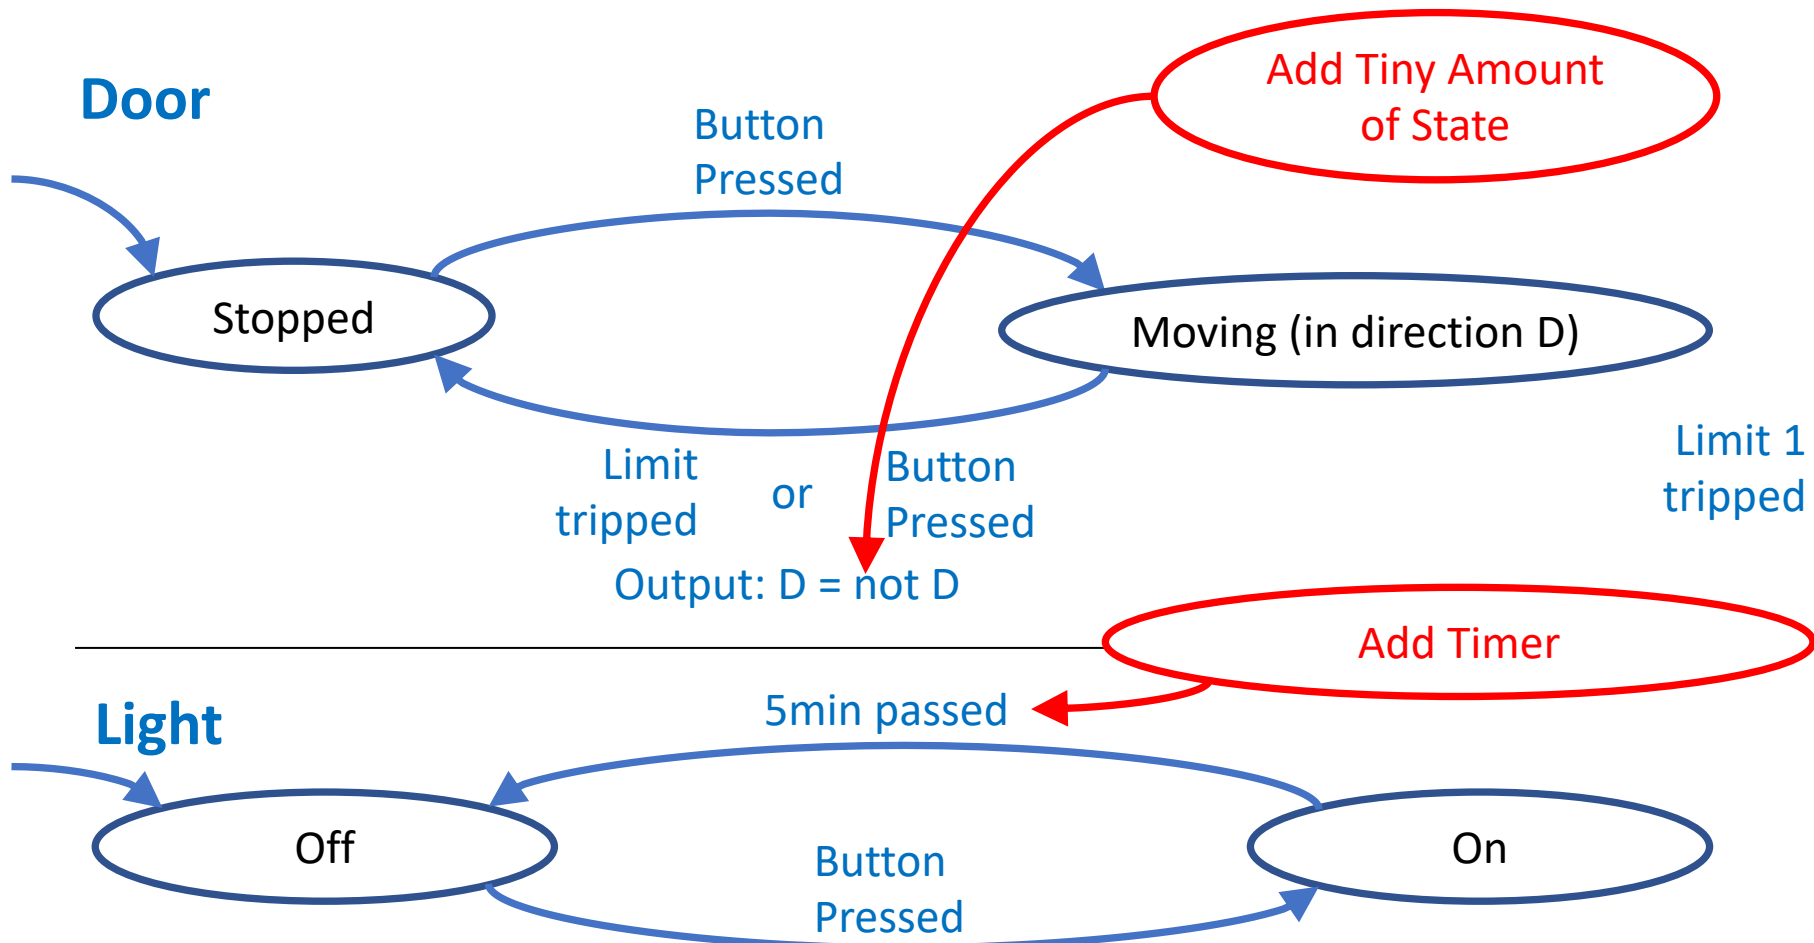 Add Tiny Amount
of State
Door
Button
Pressed
Stopped
Moving (in direction D)
Limit
tripped
or
Button
Pressed
Limit 1
tripped
Output: D = not D
Add Timer
5min passed
Light
Off
On
Button
Pressed